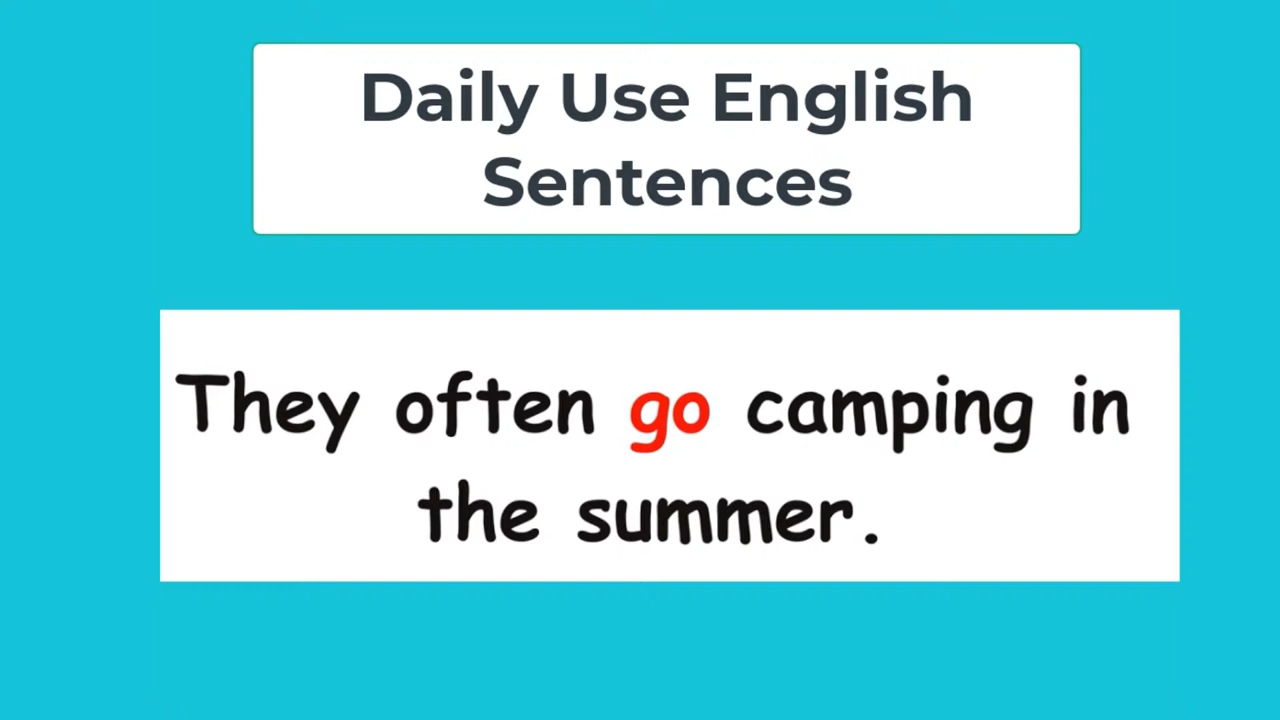 Daily Use English
Sentences
They often go camping in
the summer.